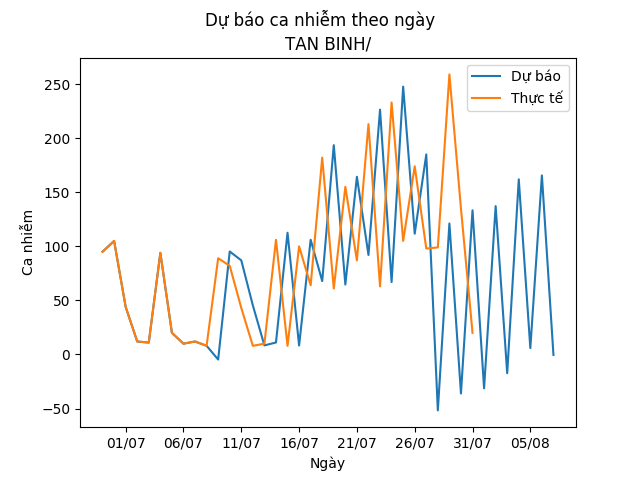 Dự báo ca nhiễm theo ngày
TAN BINH/
Dự báo
Thực tế
Ca nhiễm
250
200
150
100
50
0
−50
01/07 06/07 11/07 16/07 21/07 26/07 31/07 05/08
Ngày